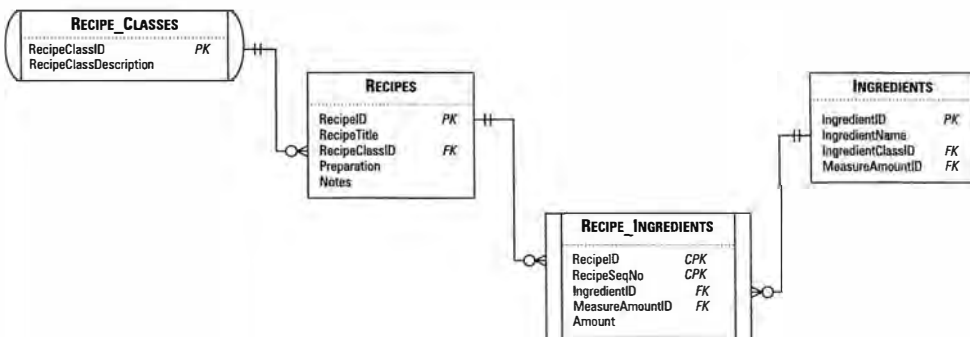 RECIPE_CLASSES
RecipeClassID PK
RecipeClassDescription
RECIPES
RecipeID PK
RecipeTitle
RecipeClassID FK
Preparation
Notes
INGREDIENTS
IngredientID PK
IngredientName
IngredientClassID FK
MeasureAmountID FK
RECIPE_INGREDIENTS
RecipeID CPK
RecipeSeqNo CPK
IngredientID FK
MeasureAmountID FK
Amount